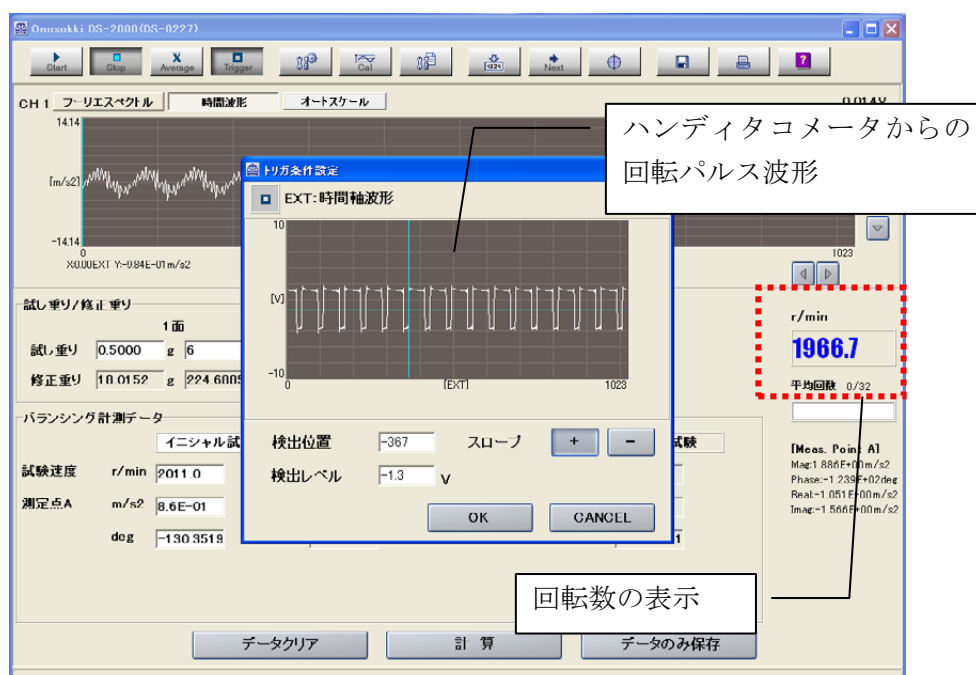 Onosokki DS-2000(DS-0227)
Start Stop Average Trigger Cal +1234 Next ?
CH 1 フーリエスペクトル 時間波形 オートスケール
14.14
[m/s2]
-14.14
0
1023
X:0.00EXT Y:-9.84E-01m/s2
ハンディタコメータからの
回転パルス波形
トリガ条件設定
EXT:時間軸波形
10
[V]
-10
0 [EXT] 1023
検出位置 -367 スロープ + -
検出レベル -1.3 V
OK CANCEL
試し重り/修正重り
1面
試し重り 0.5000 g 6
修正重り 10.0152 g
r/min
1966.7
平均回数 0/32
バランシング計測データ
イニシャル試
試験
試験速度 r/min 2011.0
測定点A m/s2 8.6E-01
deg -130.3519
1
[Meas. Point A]
Mag:1.886E+00m/s2
Phase:-1.239E+02deg
Real:-1.051E+00m/s2
Imag:-1.566E+00m/s2
回転数の表示
データクリア 計算 データのみ保存